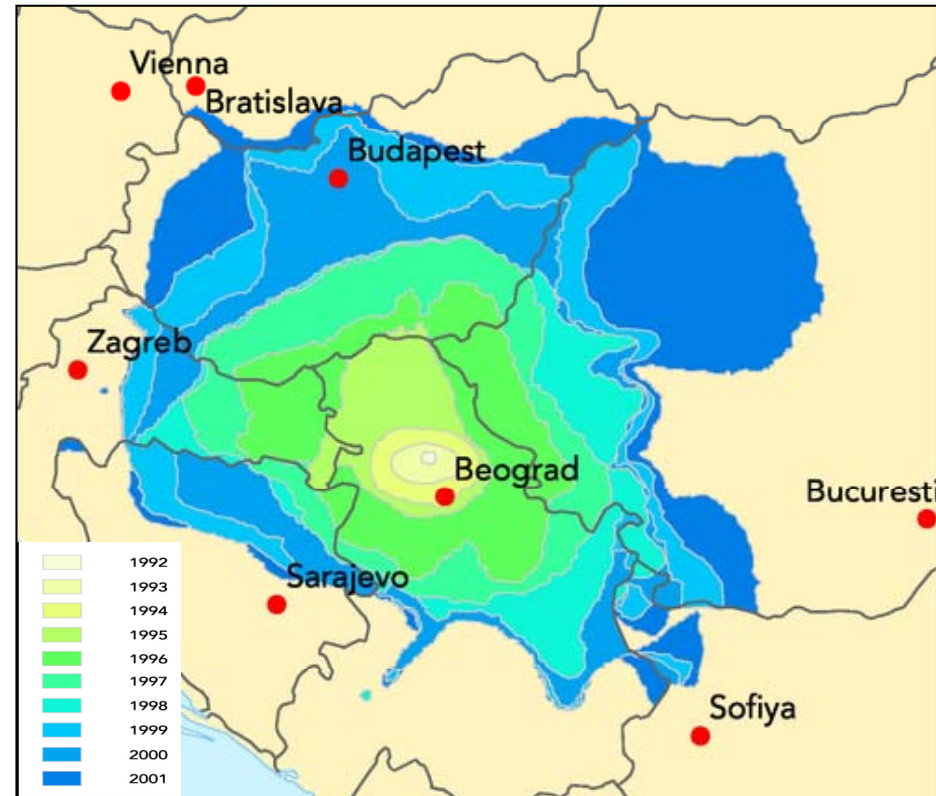 Vienna
Bratislava
Budapest
Zagreb
Beograd
Bucuresti
Sarajevo
Sofiya
1992
1993
1994
1995
1996
1997
1998
1999
2000
2001